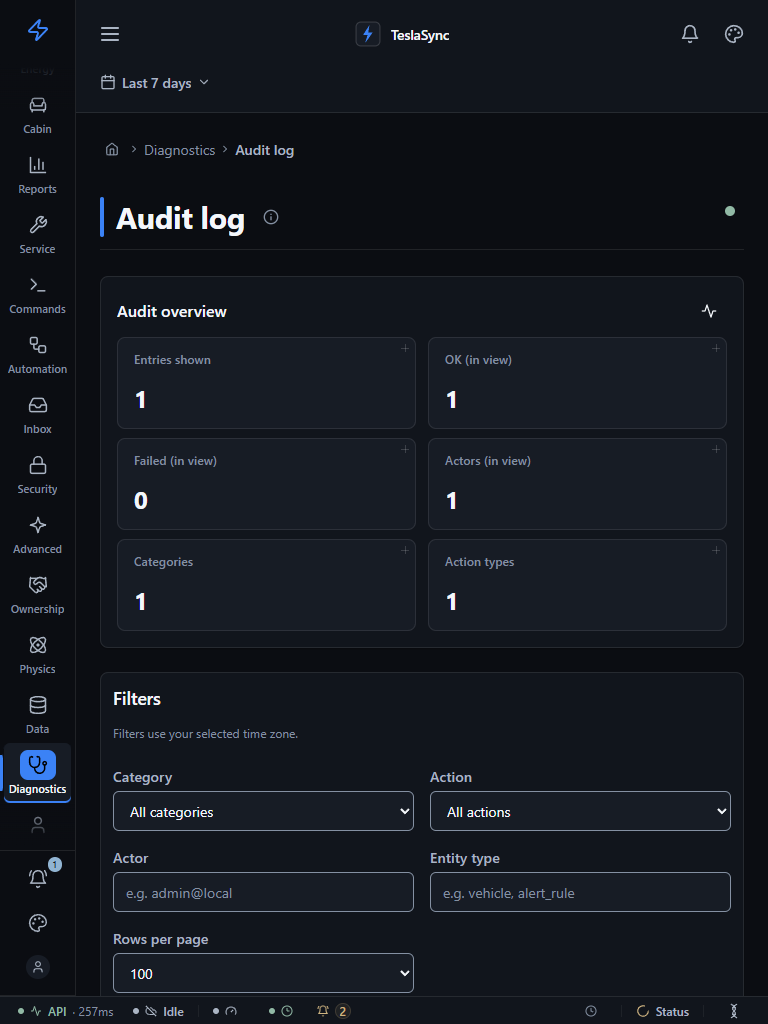 TeslaSync
Last 7 days
Energy
Cabin
Reports
Service
Commands
Automation
Inbox
Security
Advanced
Ownership
Physics
Data
Diagnostics
1
Diagnostics
Audit log
Audit log
Audit overview
Entries shown
1
OK (in view)
1
Failed (in view)
0
Actors (in view)
1
Categories
1
Action types
1
Filters
Filters use your selected time zone.
Category
Action
All categories
All actions
Actor
Entity type
e.g. admin@local
e.g. vehicle, alert_rule
Rows per page
100
API · 257ms
Idle
2
Status